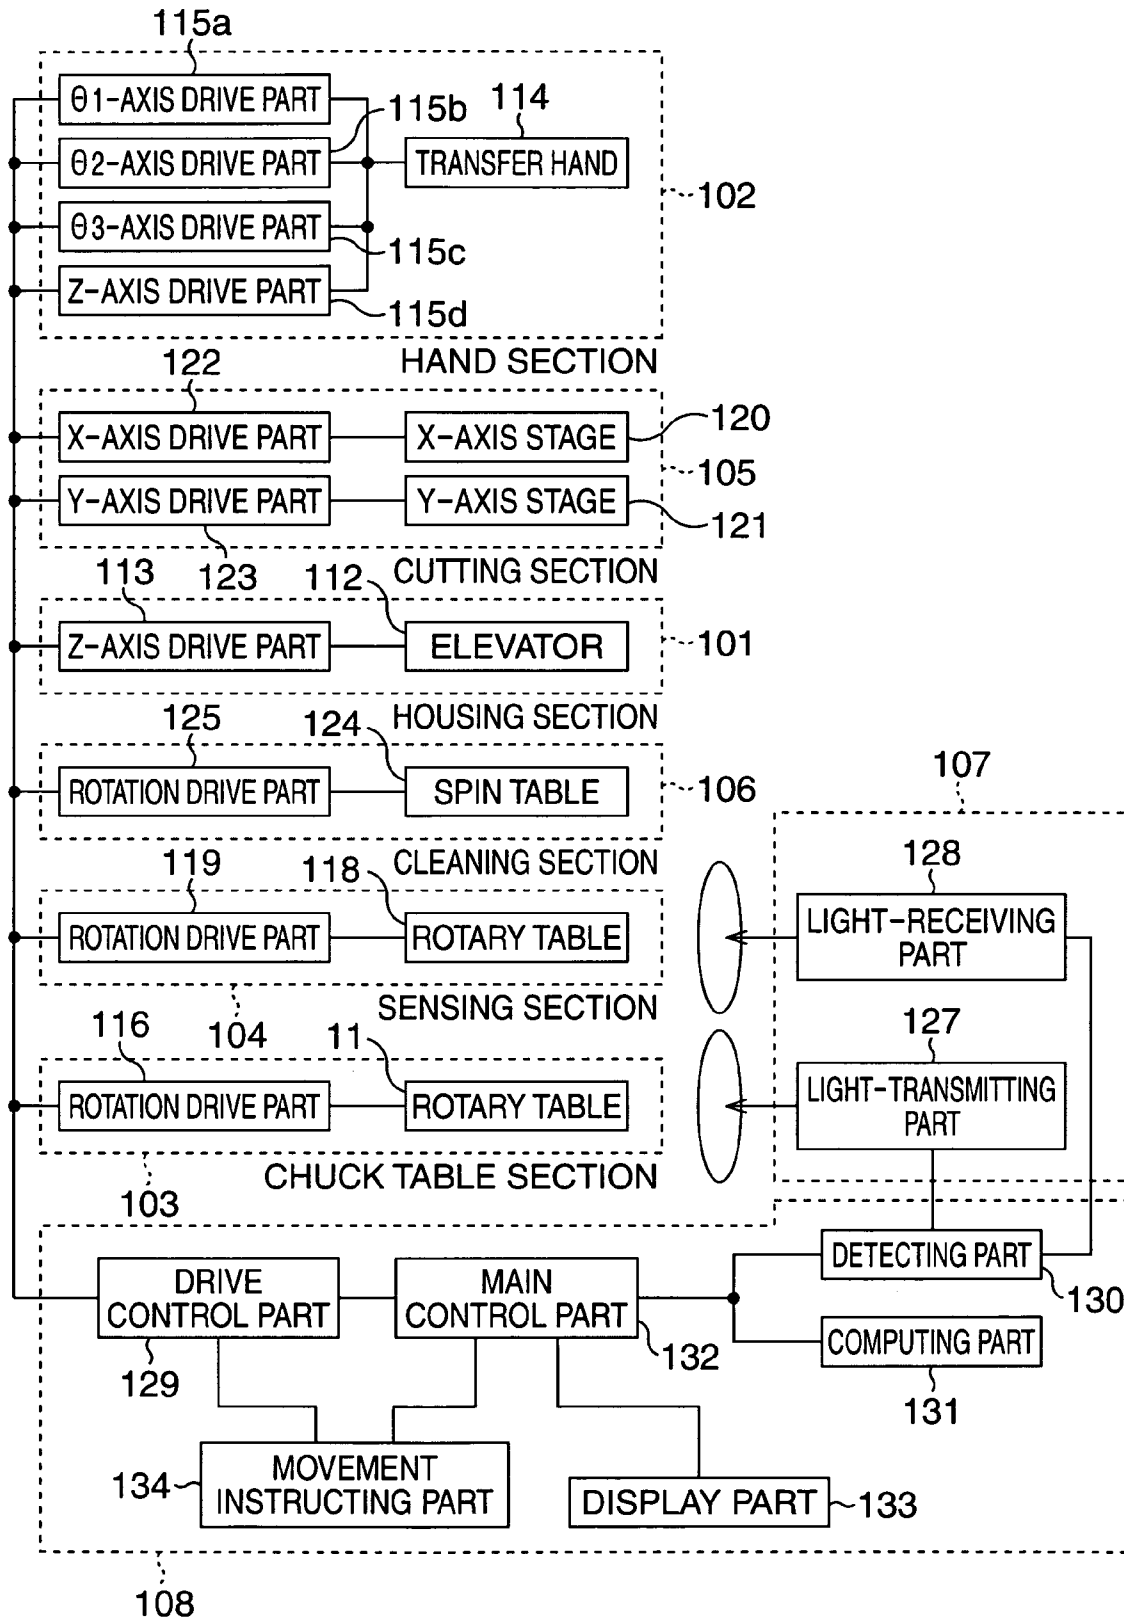 115a
θ1-AXIS DRIVE PART
115b
114
θ2-AXIS DRIVE PART
TRANSFER HAND
102
θ3-AXIS DRIVE PART
115c
Z-AXIS DRIVE PART
115d
HAND SECTION
122
X-AXIS DRIVE PART
X-AXIS STAGE
120
105
Y-AXIS DRIVE PART
Y-AXIS STAGE
121
123
CUTTING SECTION
113
112
Z-AXIS DRIVE PART
ELEVATOR
101
HOUSING SECTION
125
124
ROTATION DRIVE PART
SPIN TABLE
106
CLEANING SECTION
107
119
118
128
ROTATION DRIVE PART
ROTARY TABLE
LIGHT-RECEIVING
PART
104
SENSING SECTION
116
11
127
ROTATION DRIVE PART
ROTARY TABLE
LIGHT-TRANSMITTING
PART
103
CHUCK TABLE SECTION
DRIVE
CONTROL PART
129
MAIN
CONTROL PART
132
DETECTING PART
130
COMPUTING PART
131
134
MOVEMENT
INSTRUCTING PART
DISPLAY PART
133
108